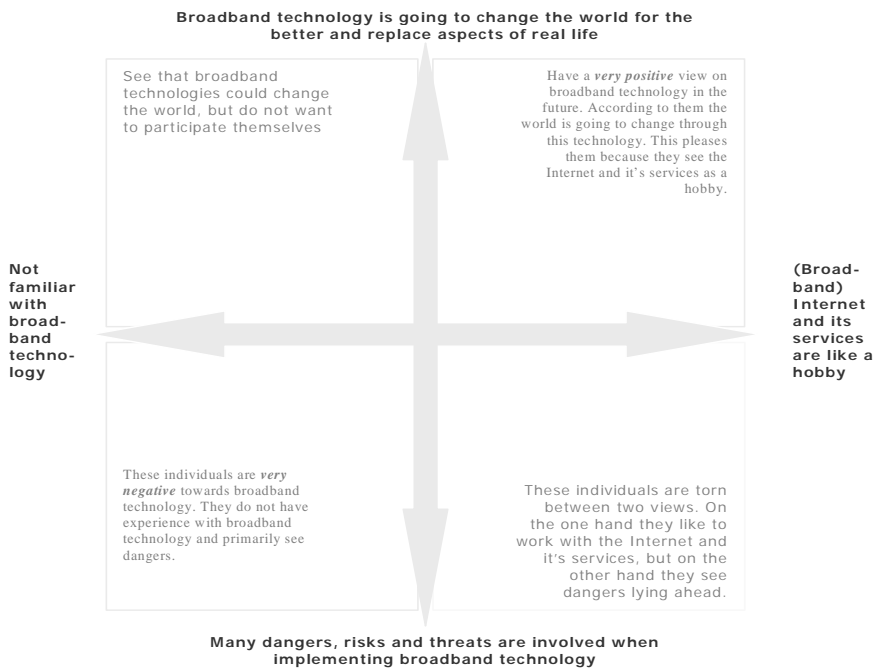 Broadband technology is going to change the world for the
better and replace aspects of real life
See that broadband
technologies could change
the world, but do not want
to participate themselves
Have a very positive view on
broadband technology in the
future. According to them the
world is going to change through
this technology. This pleases
them because they see the
Internet and it's services as a
hobby.
Not
familiar
with
broad-
band
techno-
logy
(Broad-
band)
Internet
and its
services
are like a
hobby
These individuals are very
negative towards broadband
technology. They do not have
experience with broadband
technology and primarily see
dangers.
These individuals are torn
between two views. On
the one hand they like to
work with the Internet and
it's services, but on the
other hand they see
dangers lying ahead.
Many dangers, risks and threats are involved when
implementing broadband technology